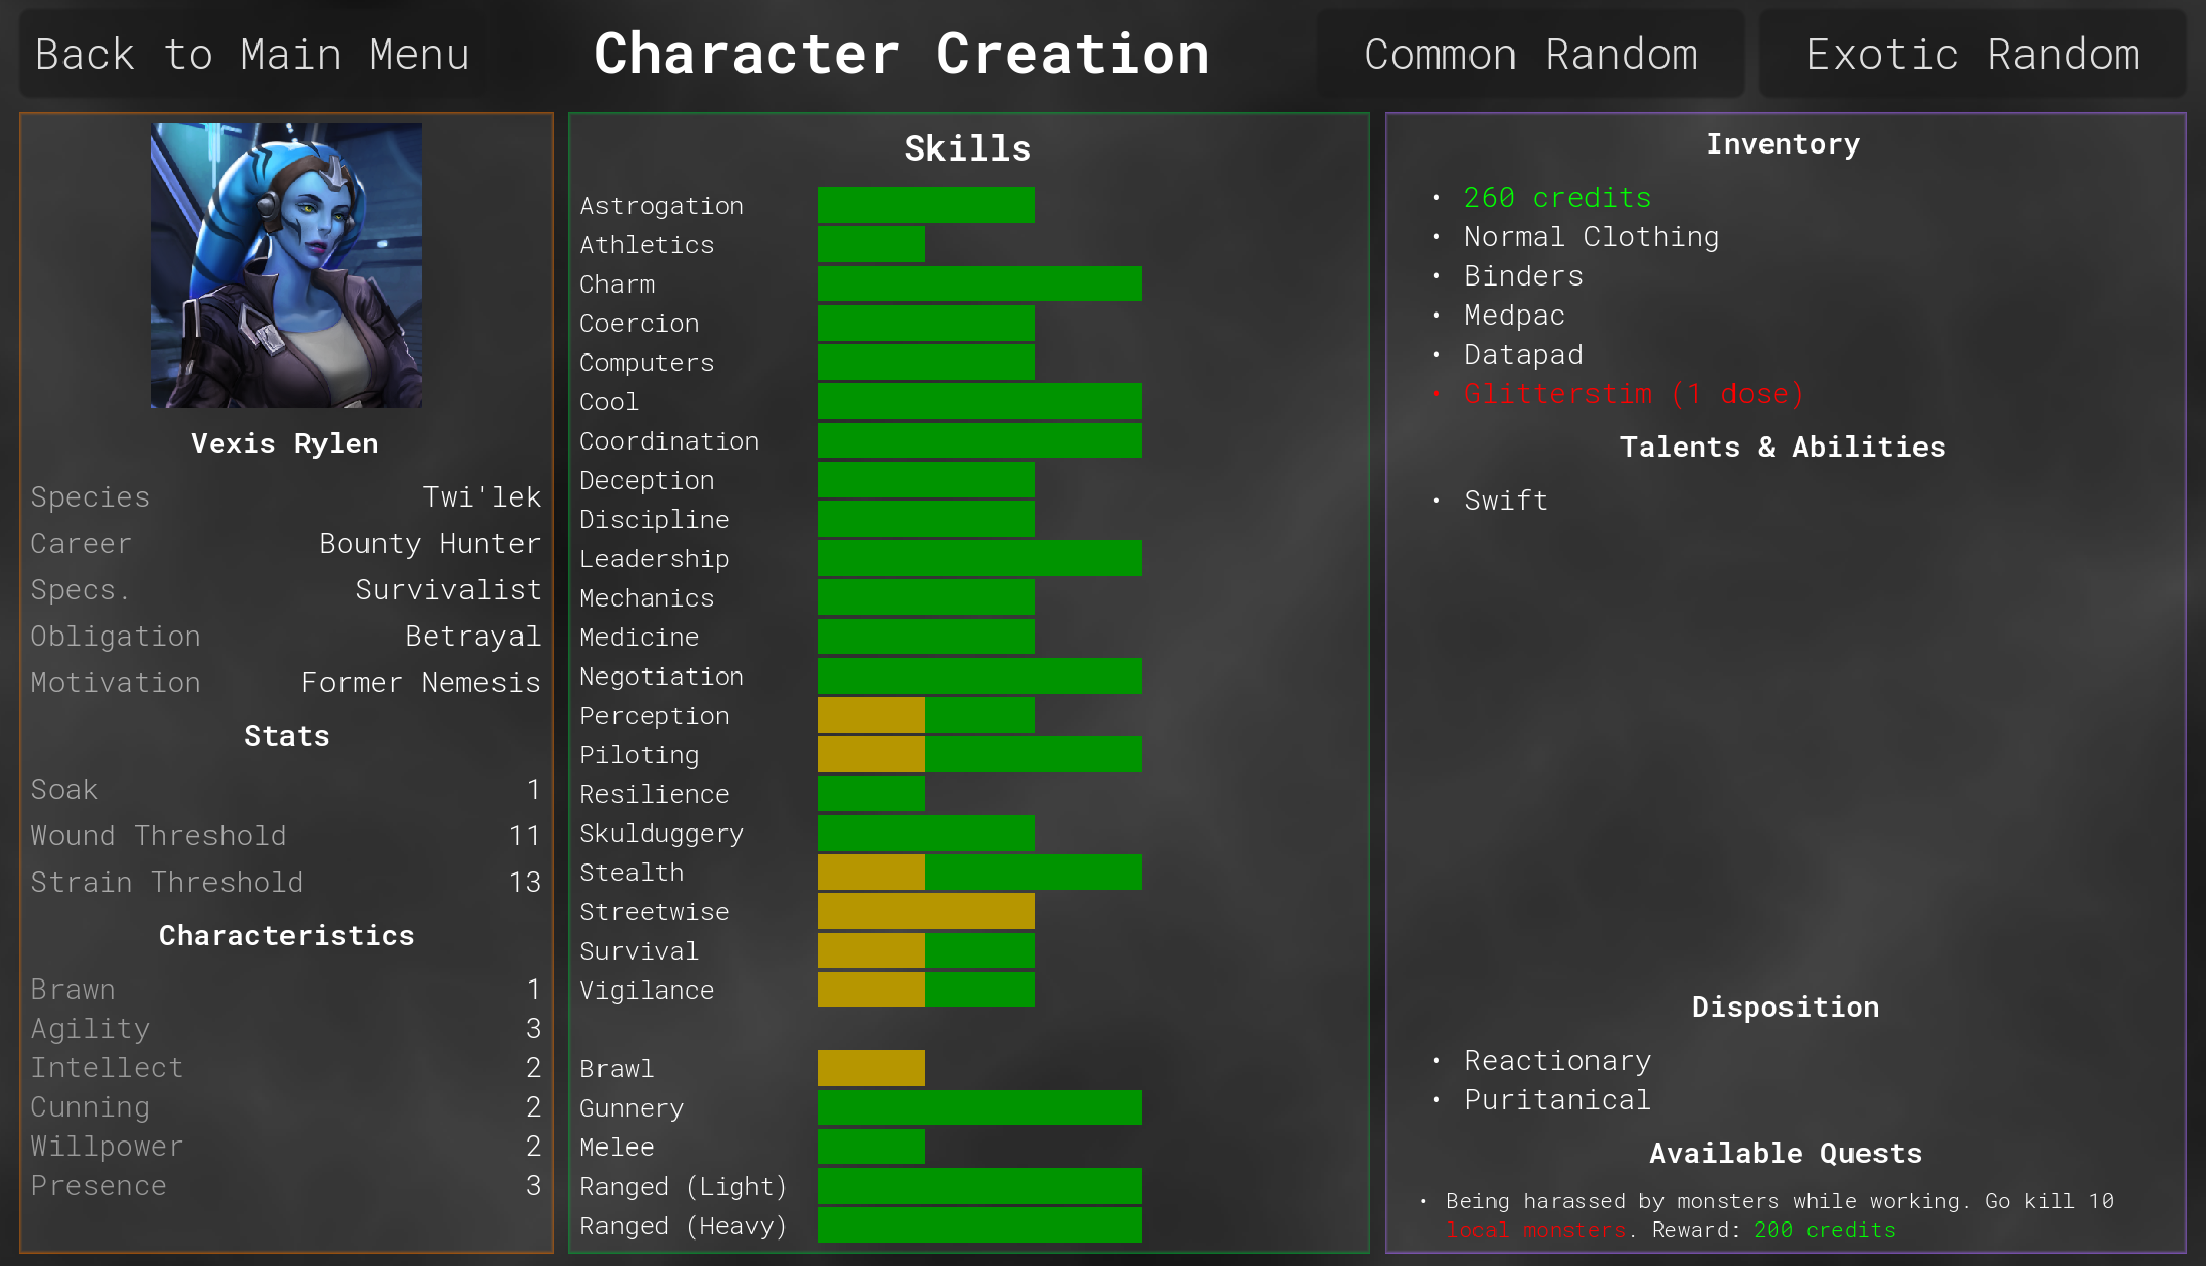 Back to Main Menu
Character Creation
Common Random
Exotic Random
Vexis Rylen
Species Twi'lek
Career Bounty Hunter
Specs. Survivalist
Obligation Betrayal
Motivation Former Nemesis
Stats
Soak 1
Wound Threshold 11
Strain Threshold 13
Characteristics
Brawn 1
Agility 3
Intellect 2
Cunning 2
Willpower 2
Presence 3
Skills
Astrogation
Athletics
Charm
Coercion
Computers
Cool
Coordination
Deception
Discipline
Leadership
Mechanics
Medicine
Negotiation
Perception
Piloting
Resilience
Skulduggery
Stealth
Streetwise
Survival
Vigilance
Brawl
Gunnery
Melee
Ranged (Light)
Ranged (Heavy)
Inventory
• 260 credits
• Normal Clothing
• Binders
• Medpac
• Datapad
• Glitterstim (1 dose)
Talents & Abilities
• Swift
Disposition
• Reactionary
• Puritanical
Available Quests
• Being harassed by monsters while working. Go kill 10
local monsters. Reward: 200 credits